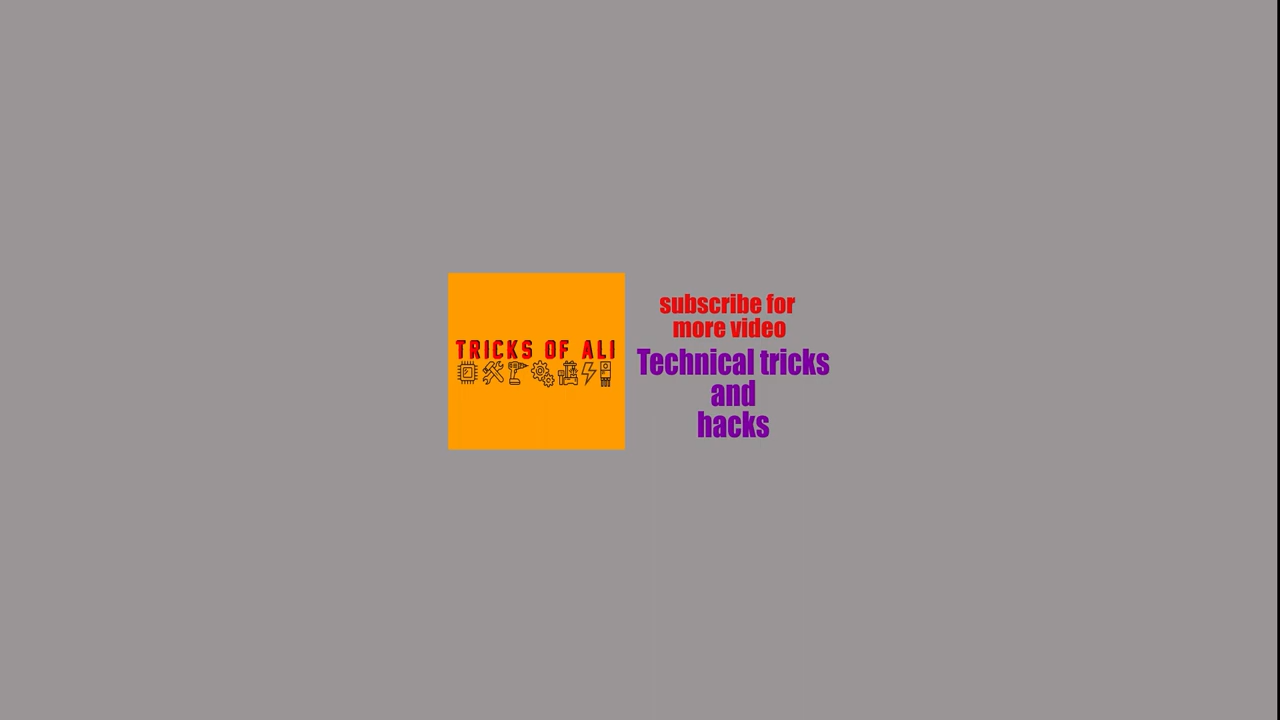 TRICKS OF ALI
subscribe for
more video
Technical tricks
and
hacks